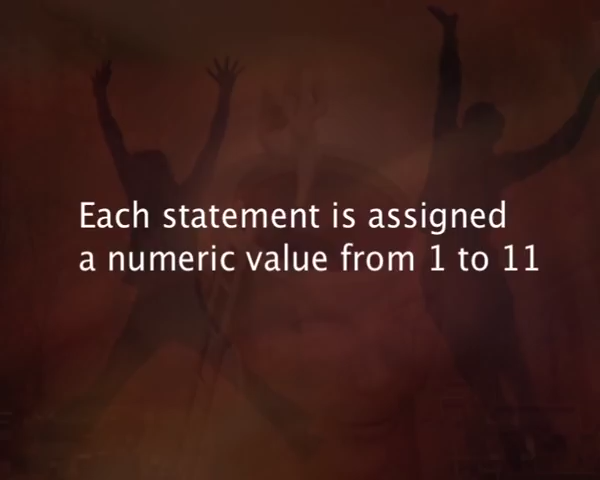 Each statement is assigned
a numeric value from 1 to 11